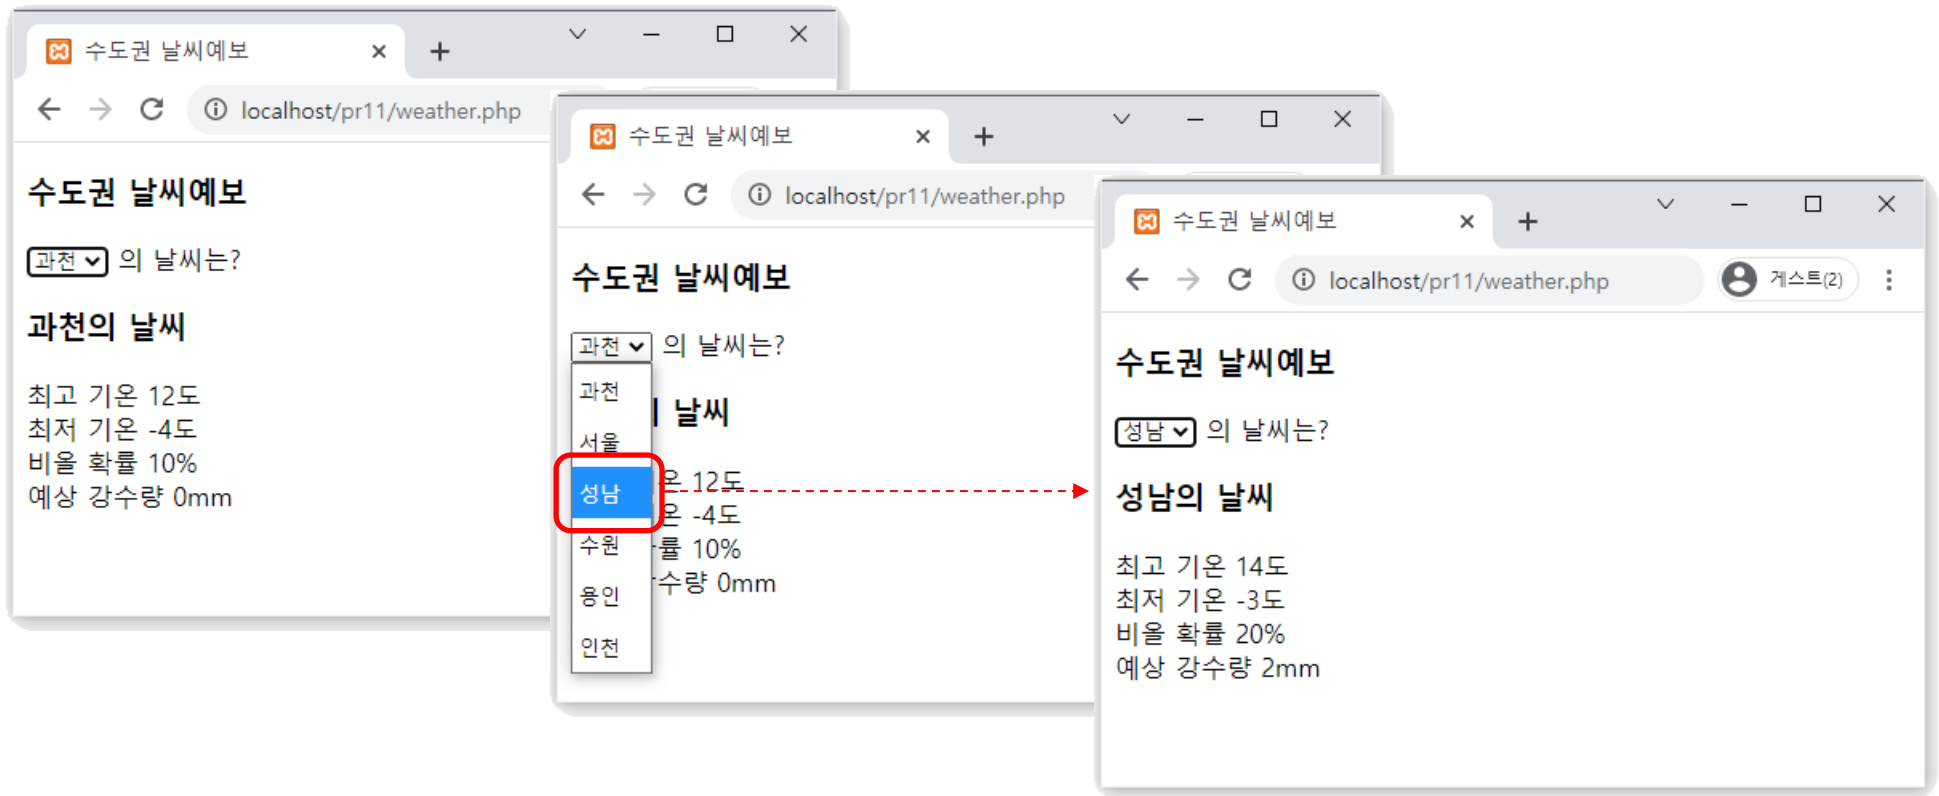 수도권 날씨예보
localhost/pr11/weather.php
수도권 날씨예보
과천 의 날씨는?
과천의 날씨
최고 기온 12도
최저 기온 -4도
비올 확률 10%
예상 강수량 0mm
수도권 날씨예보
localhost/pr11/weather.php
수도권 날씨예보
과천 의 날씨는?
과천
날씨
서울
성남
온 12도
온 -4도
수원
률 10%
수량 0mm
용인
인천
수도권 날씨예보
localhost/pr11/weather.php
게스트(2)
수도권 날씨예보
성남 의 날씨는?
성남의 날씨
최고 기온 14도
최저 기온 -3도
비올 확률 20%
예상 강수량 2mm